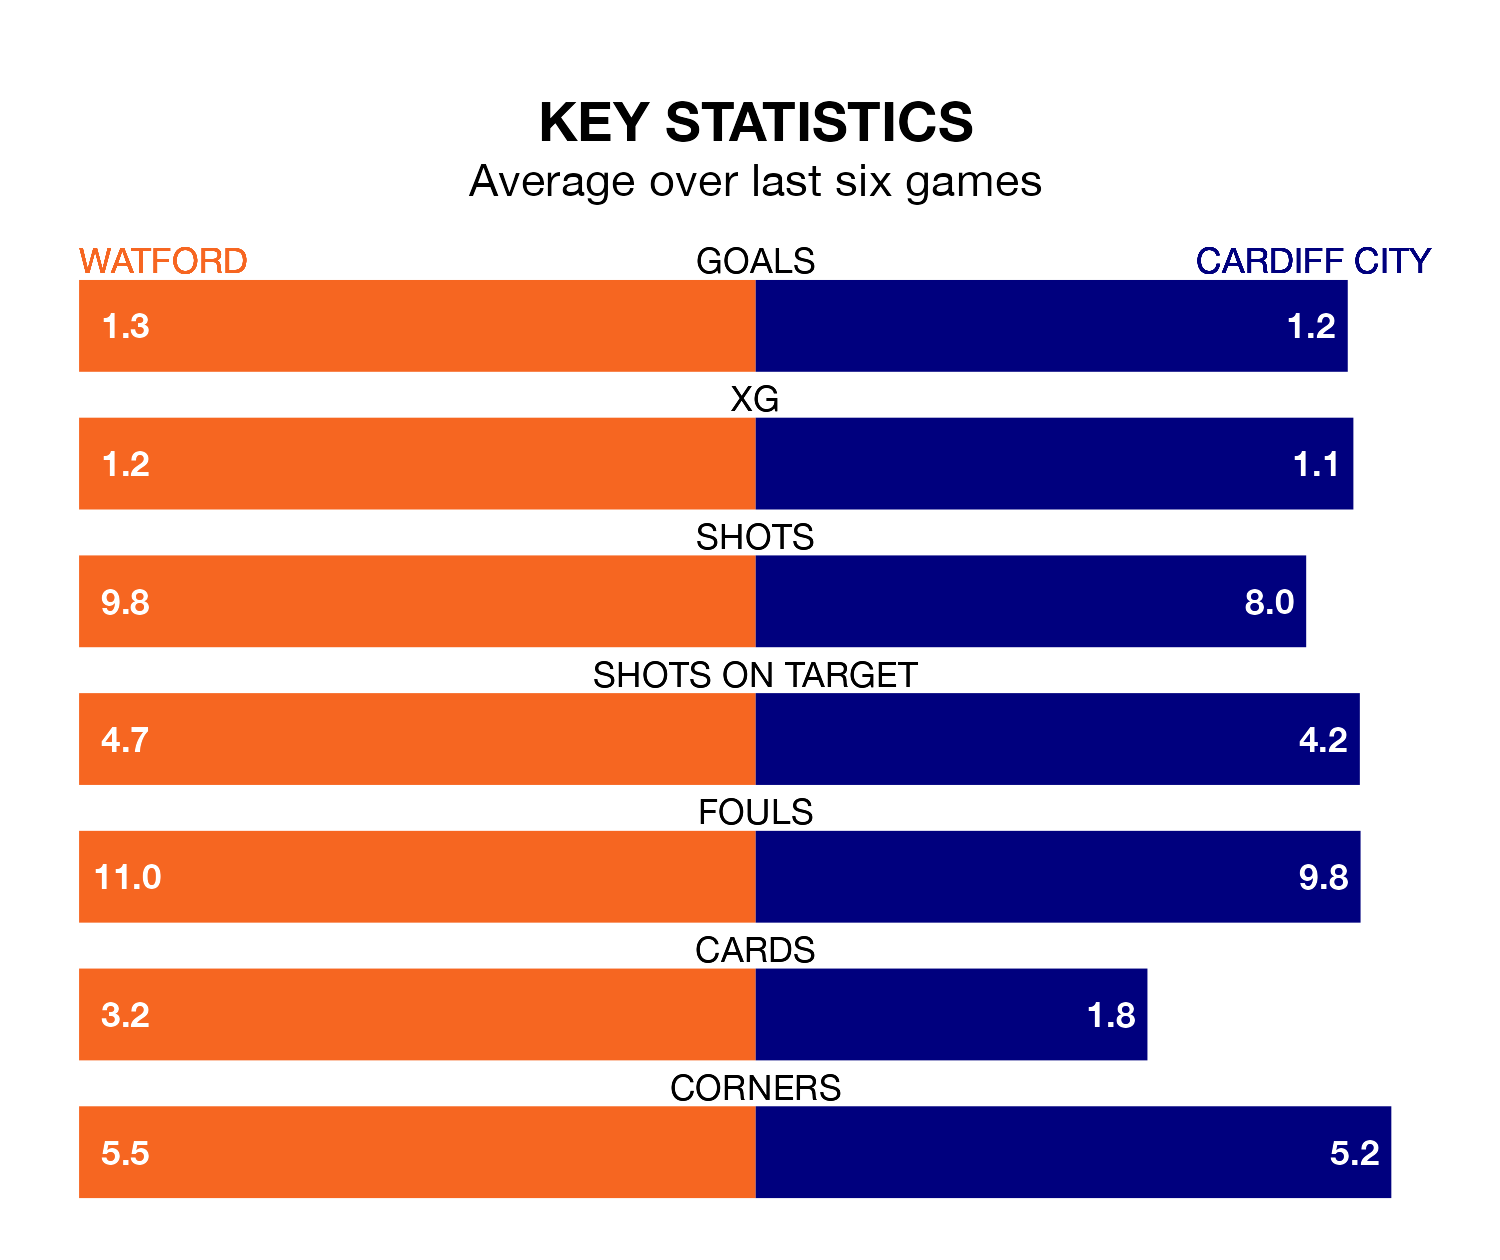 KEY STATISTICS
Average over last six games
WATFORD GOALS CARDIFF CITY
1.3 1.2
XG
1.2 1.1
SHOTS
9.8 8.0
SHOTS ON TARGET
4.7 4.2
FOULS
11.0 9.8
CARDS
3.2 1.8
CORNERS
5.5 5.2